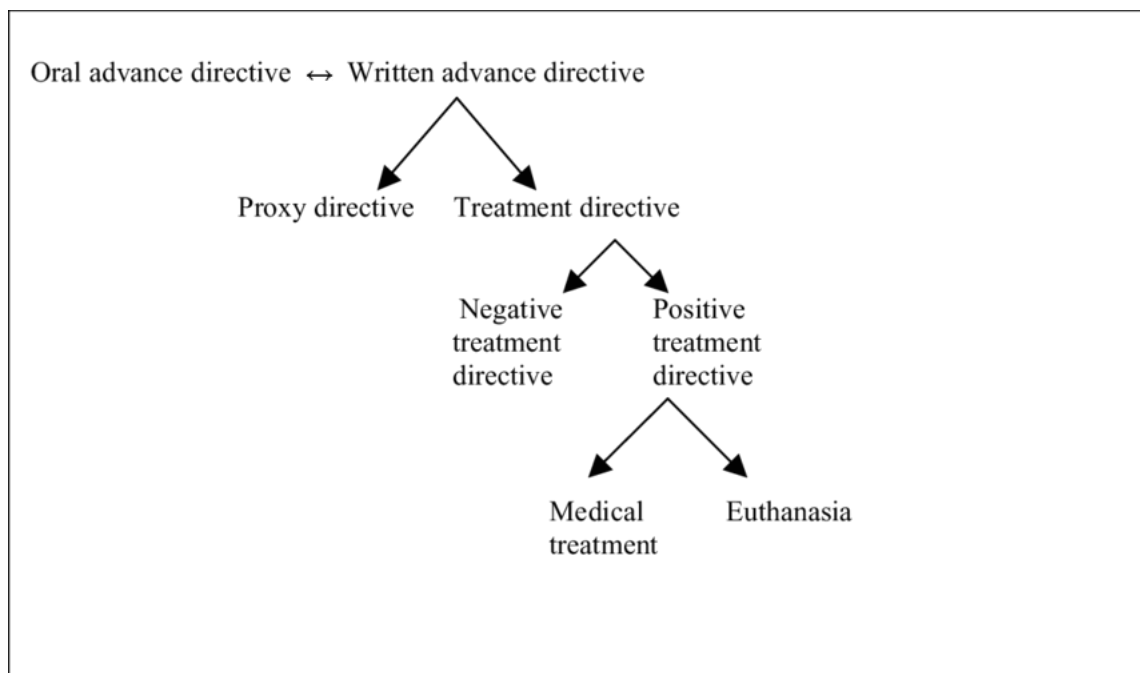 Oral advance directive ↔ Written advance directive
Proxy directive
Treatment directive
Negative
treatment
directive
Positive
treatment
directive
Medical
treatment
Euthanasia